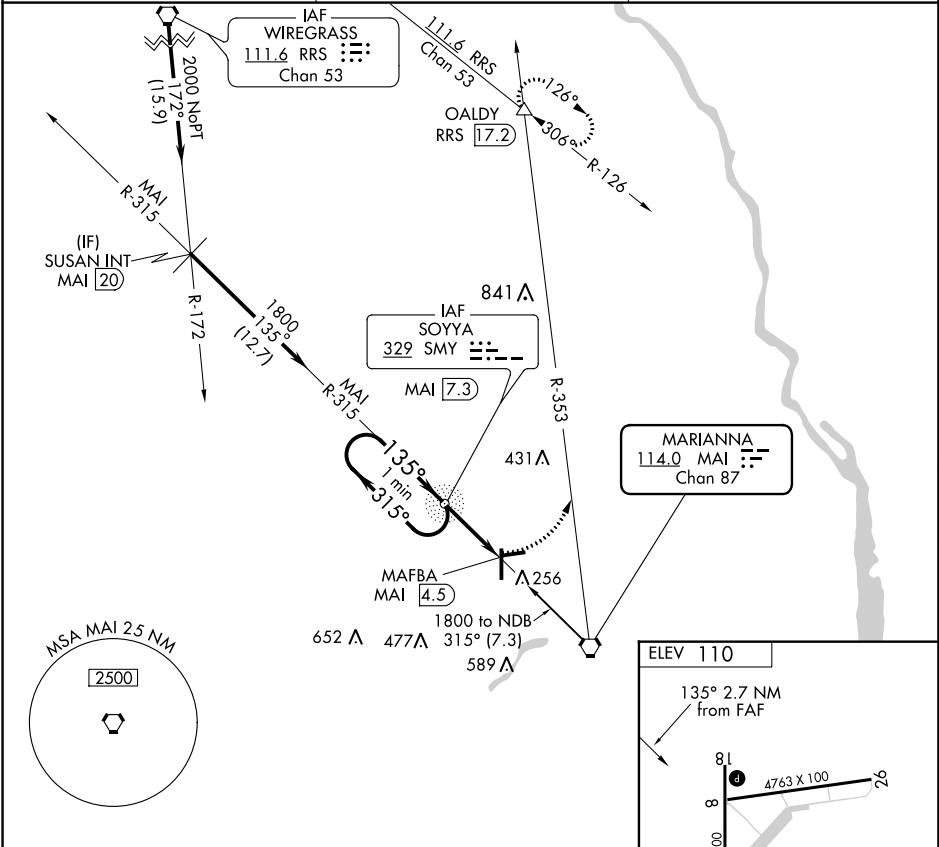 IAF
WIREGRASS
111.6 RRS
Chan 53
111.6 RRS
Chan 53
2000 NoPT
172°
(15.9)
OALDY
RRS 17.2
126°
306°
R-126
MAI
R-315
(IF)
SUSAN INT
MAI 20
R-172
1800
135°
(12.7)
841
IAF
SOYYA
329 SMY
MAI 7.3
MAI
R-315
R-353
135°
1 min
315°
431
MARIANNA
114.0 MAI
Chan 87
MAFBA
MAI 4.5
256
1800 to NDB
315° (7.3)
652
477
589
MSA MAI 25 NM
2500
ELEV 110
135° 2.7 NM
from FAF
18
P
4763 X 100
26
8
00